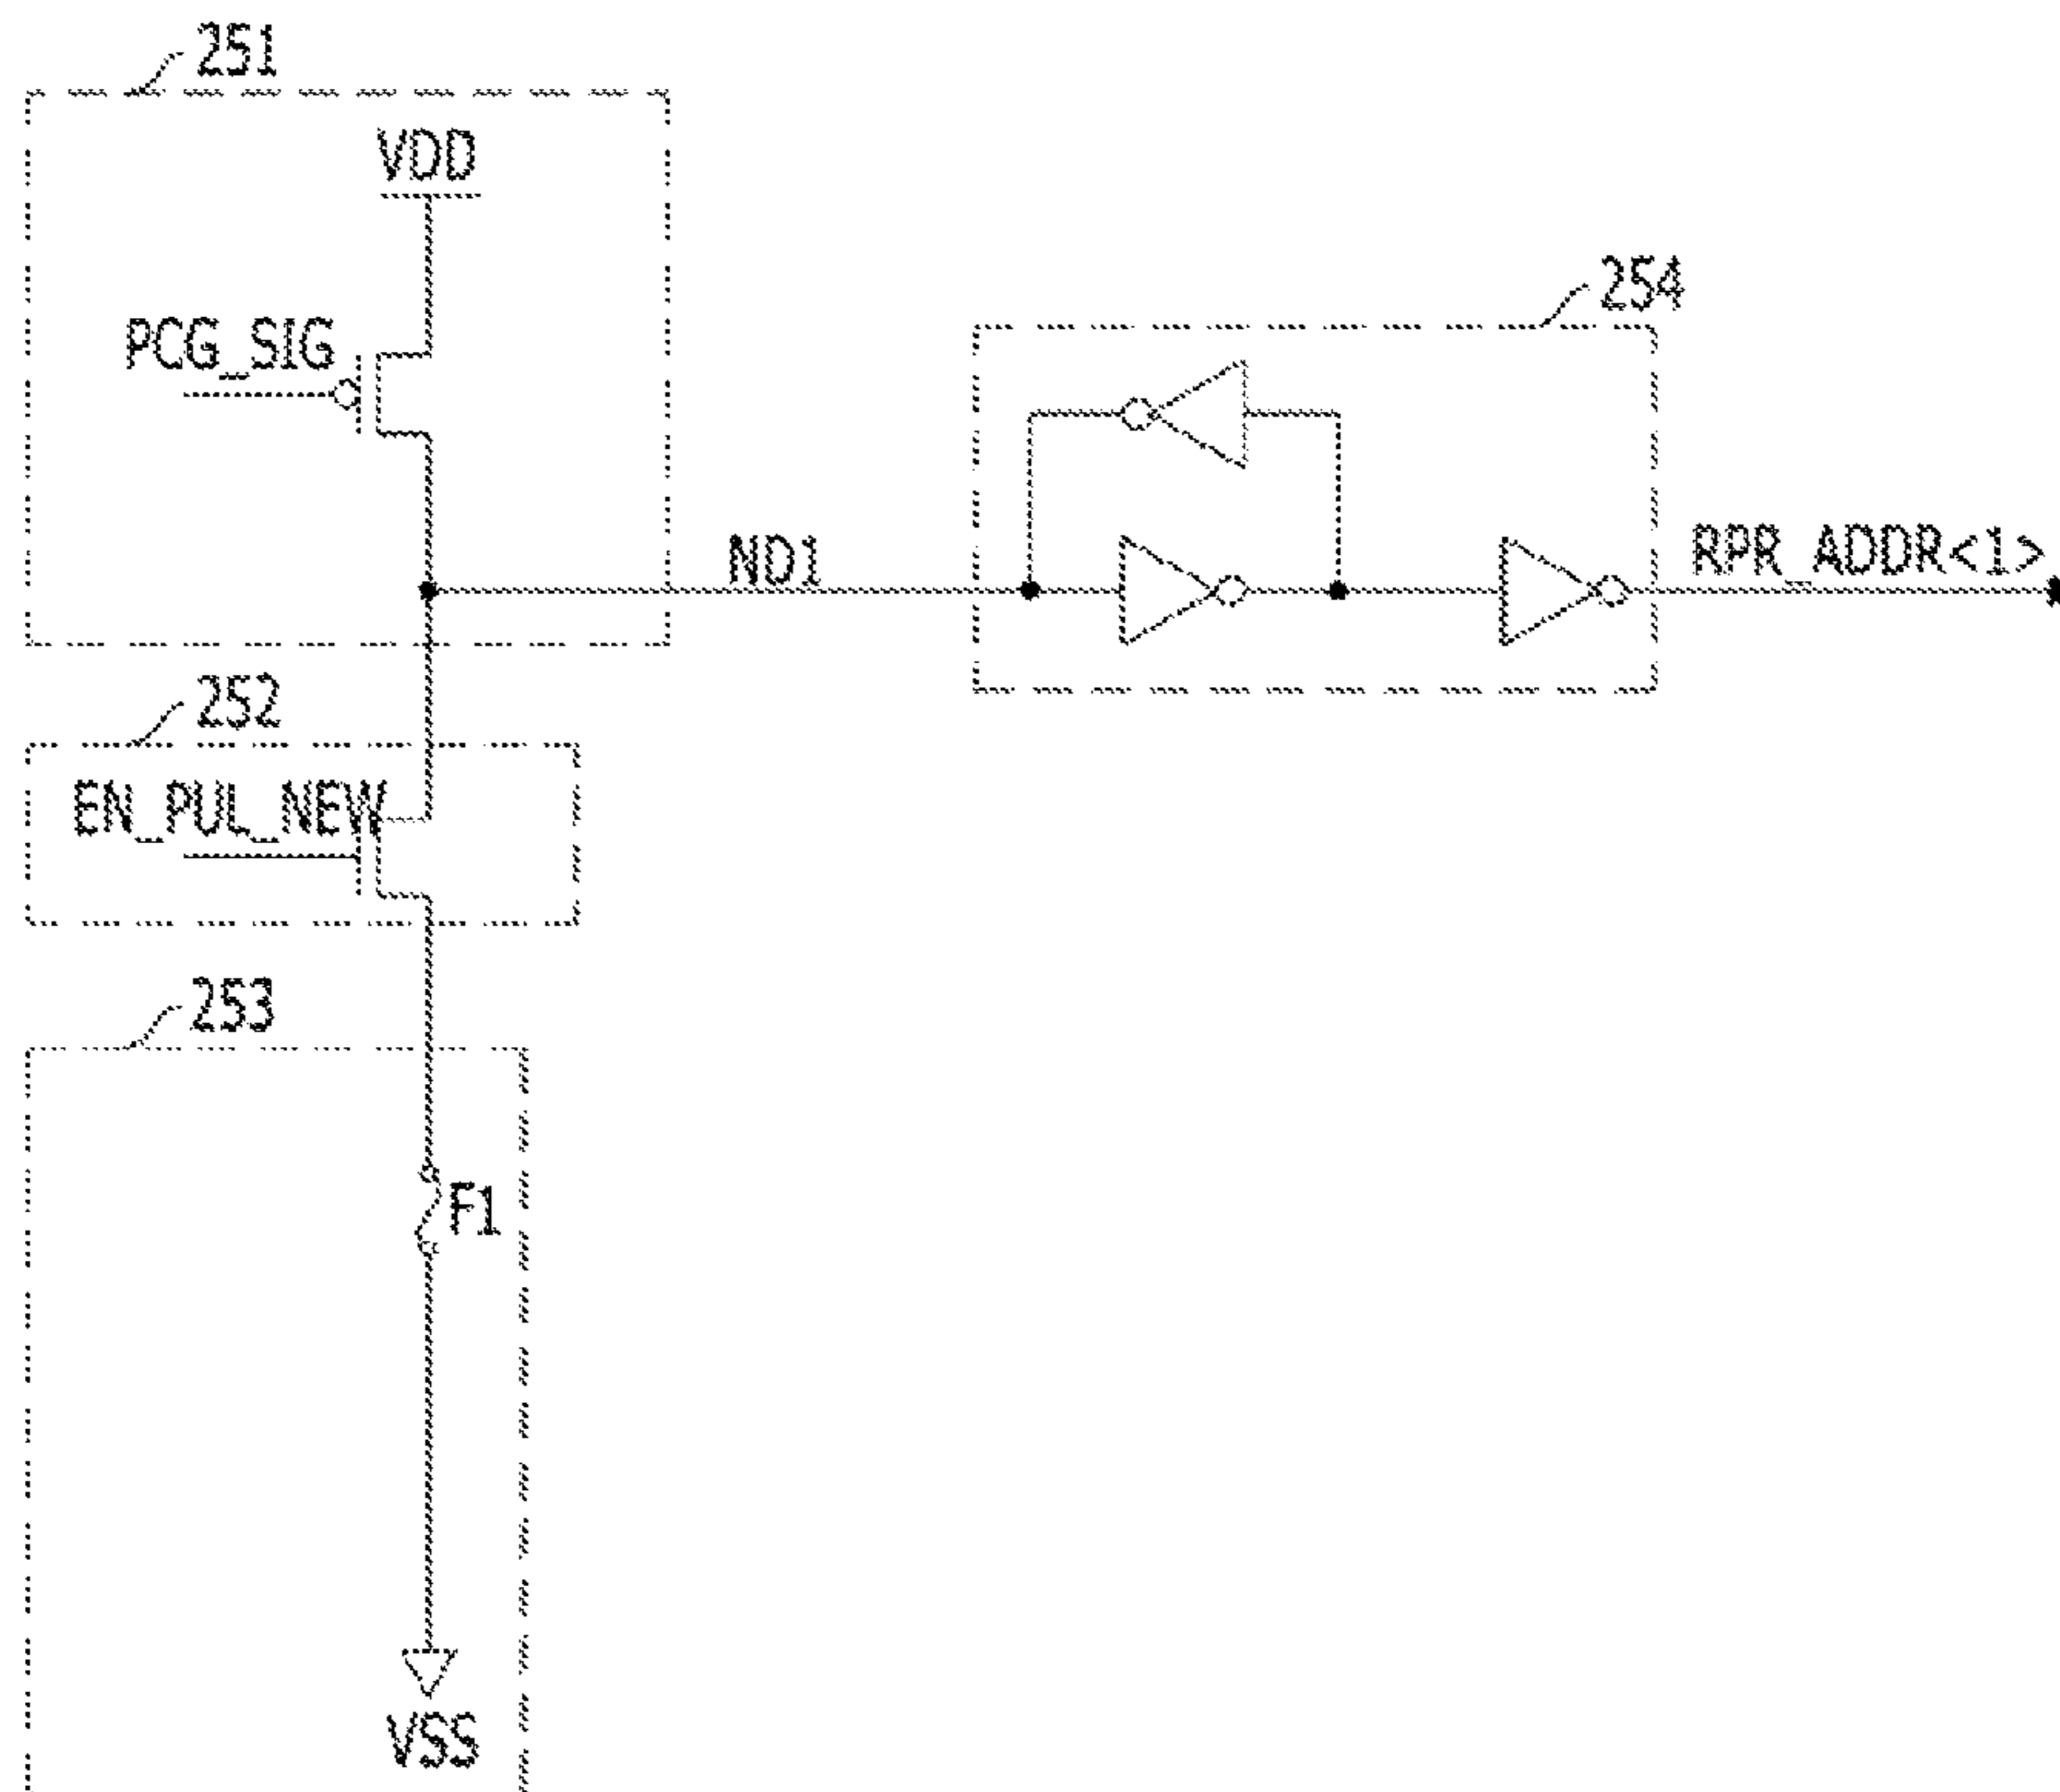 251
VDD
PCG_SIG
254
ND1
RPR_ADDR<1>
252
EN_PUL_NEW
253
F1
VSS